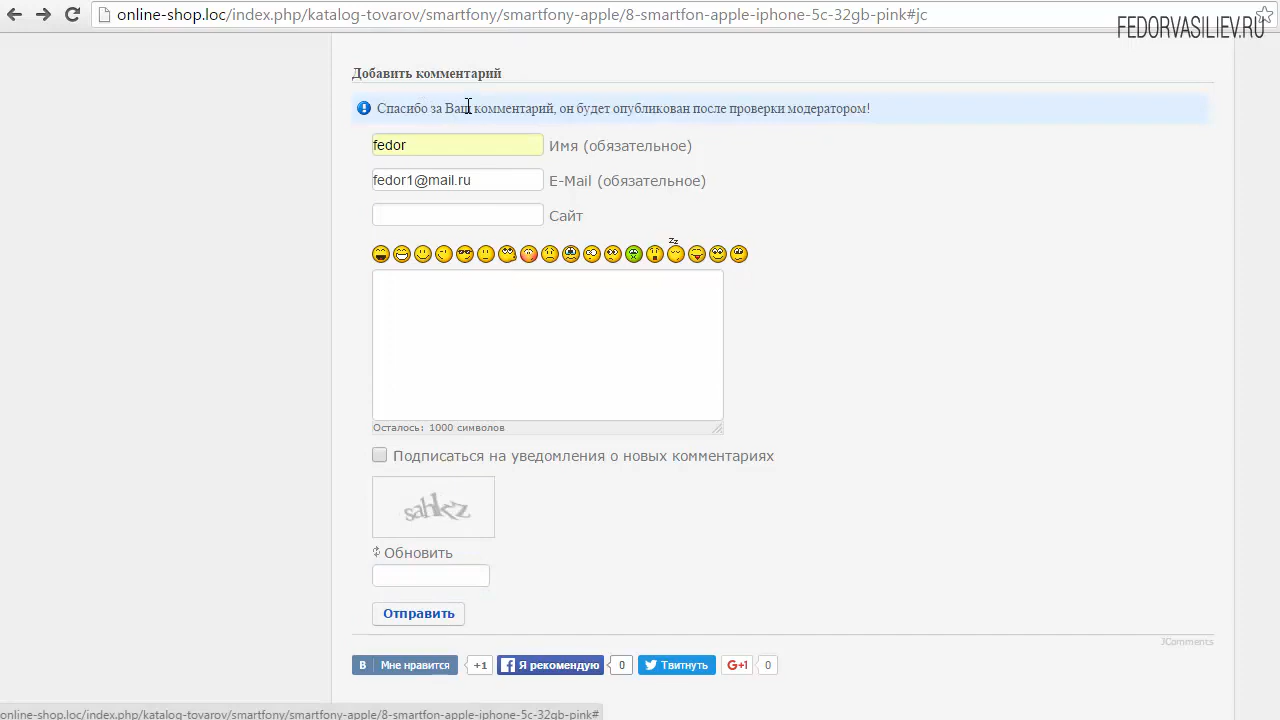 online-shop.loc/index.php/katalog-tovarov/smartfony/smartfony-apple/8-smartfon-apple-iphone-5c-32gb-pink#jc
FEDORVASILIEV.RU
Добавить комментарий
Спасибо за Ваш комментарий, он будет опубликован после проверки модератором!
fedor Имя (обязательное)
fedor1@mail.ru E-Mail (обязательное)
Сайт
zz
Осталось: 1000 символов
Подписаться на уведомления о новых комментариях
sahkz
Обновить
Отправить
JComments
B Мне нравится +1 Я рекомендую 0 Твитнуть G+1 0
online-shop.loc/index.php/katalog-tovarov/smartfony/smartfony-apple/8-smartfon-apple-iphone-5c-32gb-pink#